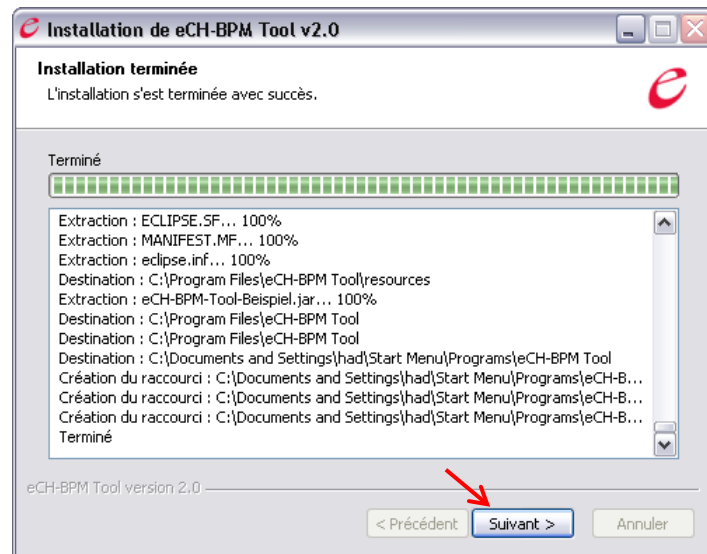 Installation de eCH-BPM Tool v2.0
Installation terminée
L'installation s'est terminée avec succès.
Terminé
Extraction : ECLIPSE.SF... 100%
Extraction : MANIFEST.MF... 100%
Extraction : eclipse.inf... 100%
Destination : C:\Program Files\eCH-BPM Tool\resources
Extraction : eCH-BPM-Tool-Beispiel.jar... 100%
Destination : C:\Program Files\eCH-BPM Tool
Destination : C:\Program Files\eCH-BPM Tool
Destination : C:\Documents and Settings\had\Start Menu\Programs\eCH-BPM Tool
Création du raccourci : C:\Documents and Settings\had\Start Menu\Programs\eCH-B...
Création du raccourci : C:\Documents and Settings\had\Start Menu\Programs\eCH-B...
Création du raccourci : C:\Documents and Settings\had\Start Menu\Programs\eCH-B...
Terminé
eCH-BPM Tool version 2.0
< Précédent Suivant > Annuler